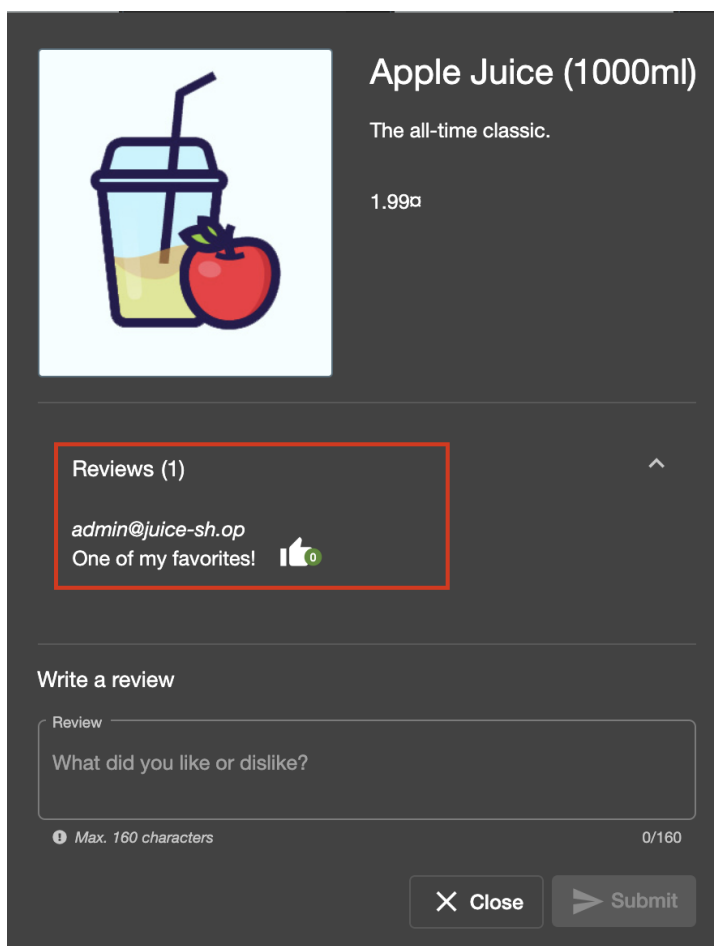 Apple Juice (1000ml)
The all-time classic.
1.99¤
Reviews (1)
admin@juice-sh.op
One of my favorites! 0
Write a review
Review
What did you like or dislike?
Max. 160 characters 0/160
Close Submit